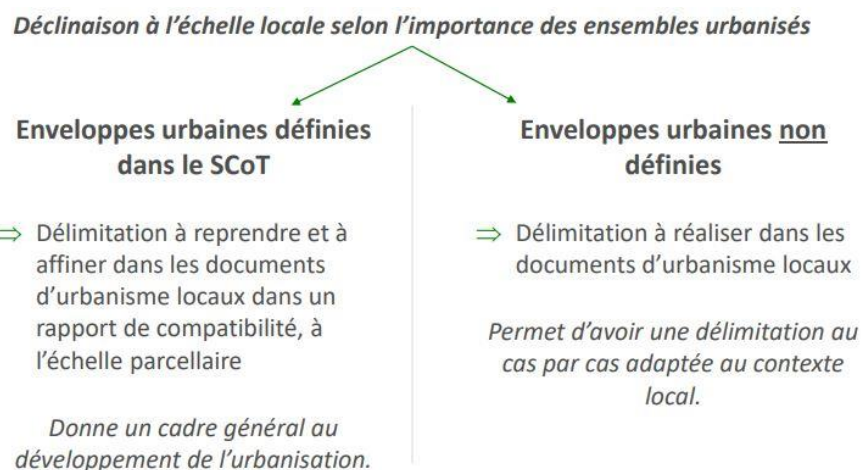 Déclinaison à l’échelle locale selon l’importance des ensembles urbanisés
Enveloppes urbaines définies
dans le SCoT
⇒ Délimitation à reprendre et à
affiner dans les documents
d’urbanisme locaux dans un
rapport de compatibilité, à
l’échelle parcellaire
Donne un cadre général au
développement de l’urbanisation.
Enveloppes urbaines non
définies
⇒ Délimitation à réaliser dans les
documents d’urbanisme locaux
Permet d’avoir une délimitation au
cas par cas adaptée au contexte
local.